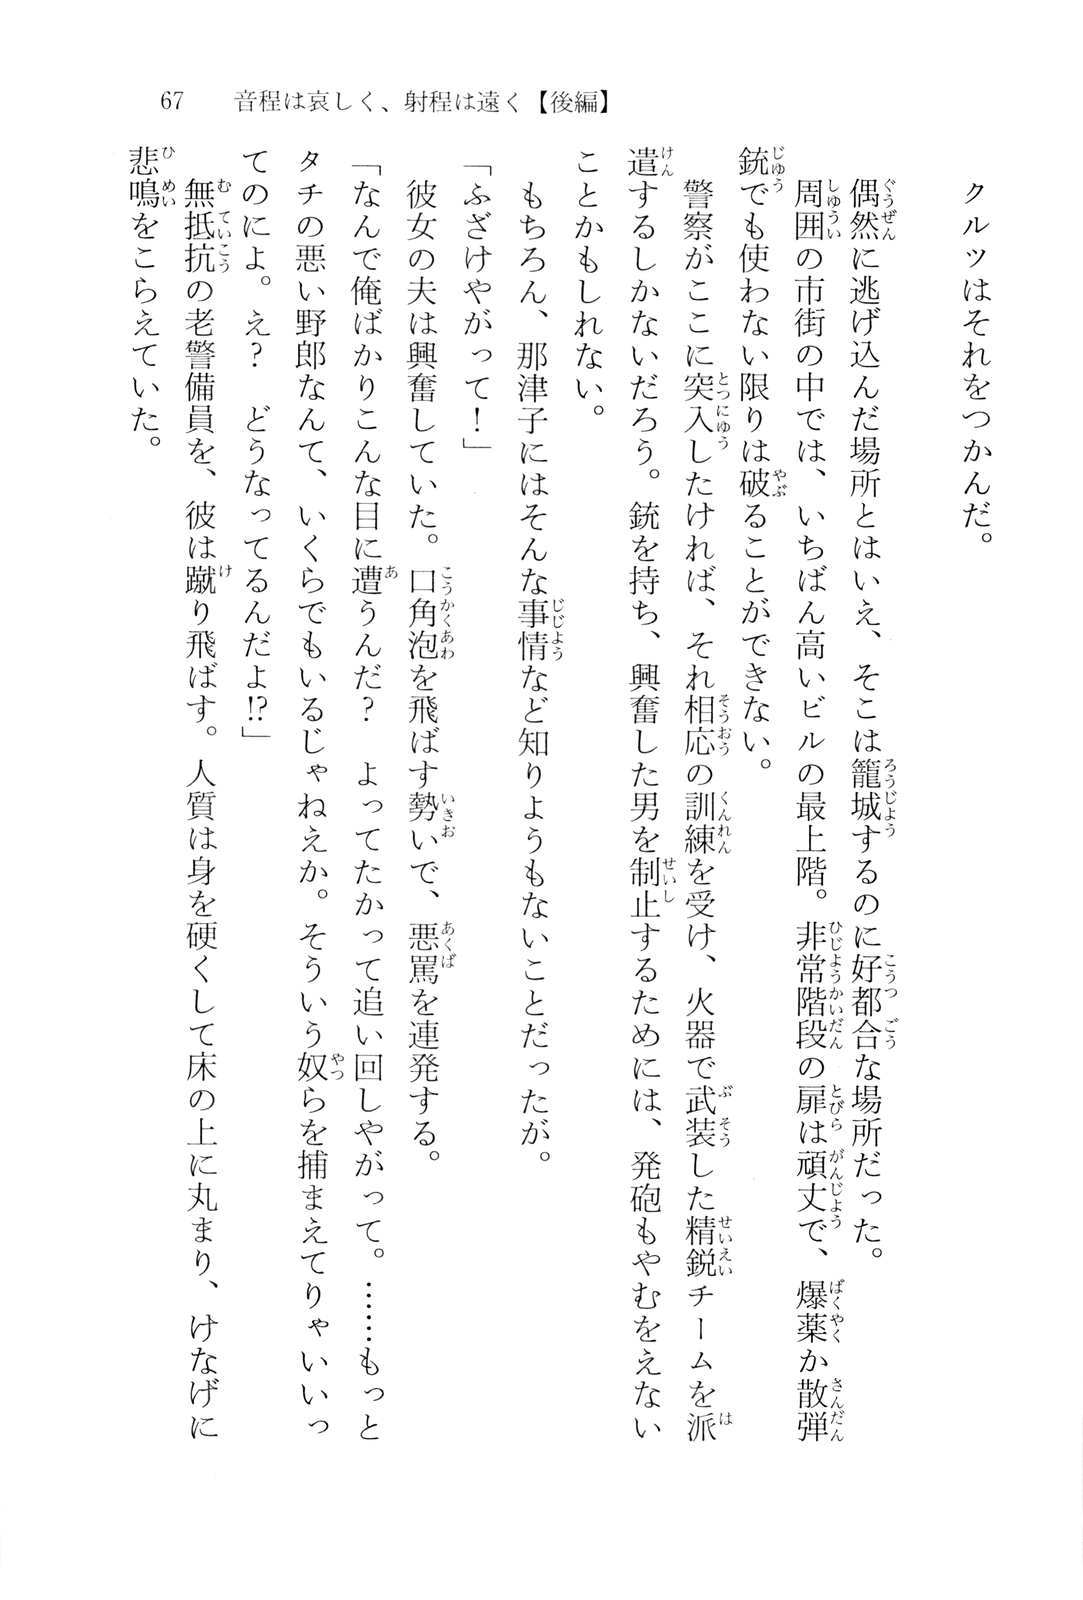 67　音程は哀しく、射程は遠く【後編】
クルツはそれをつかんだ。
偶然に逃げ込んだ場所とはいえ、そこは籠城するのに好都合な場所だった。
周囲の市街の中では、いちばん高いビルの最上階。非常階段の扉は頑丈で、爆薬か散弾
銃でも使わない限りは破ることができない。
警察がここに突入したければ、それ相応の訓練を受け、火器で武装した精鋭チームを派
遣するしかないだろう。銃を持ち、興奮した男を制止するためには、発砲もやむをえない
ことかもしれない。
もちろん、那津子にはそんな事情など知りようもないことだったが。
「ふざけやがって！」
彼女の夫は興奮していた。口角泡を飛ばす勢いで、悪罵を連発する。
「なんで俺ばかりこんな目に遭うんだ？　よってたかって追い回しやがって。……もっと
タチの悪い野郎なんて、いくらでもいるじゃねえか。そういう奴らを捕まえてりゃいいっ
てのによ。え？　どうなってるんだよ!?」
無抵抗の老警備員を、彼は蹴り飛ばす。人質は身を硬くして床の上に丸まり、けなげに
悲鳴をこらえていた。